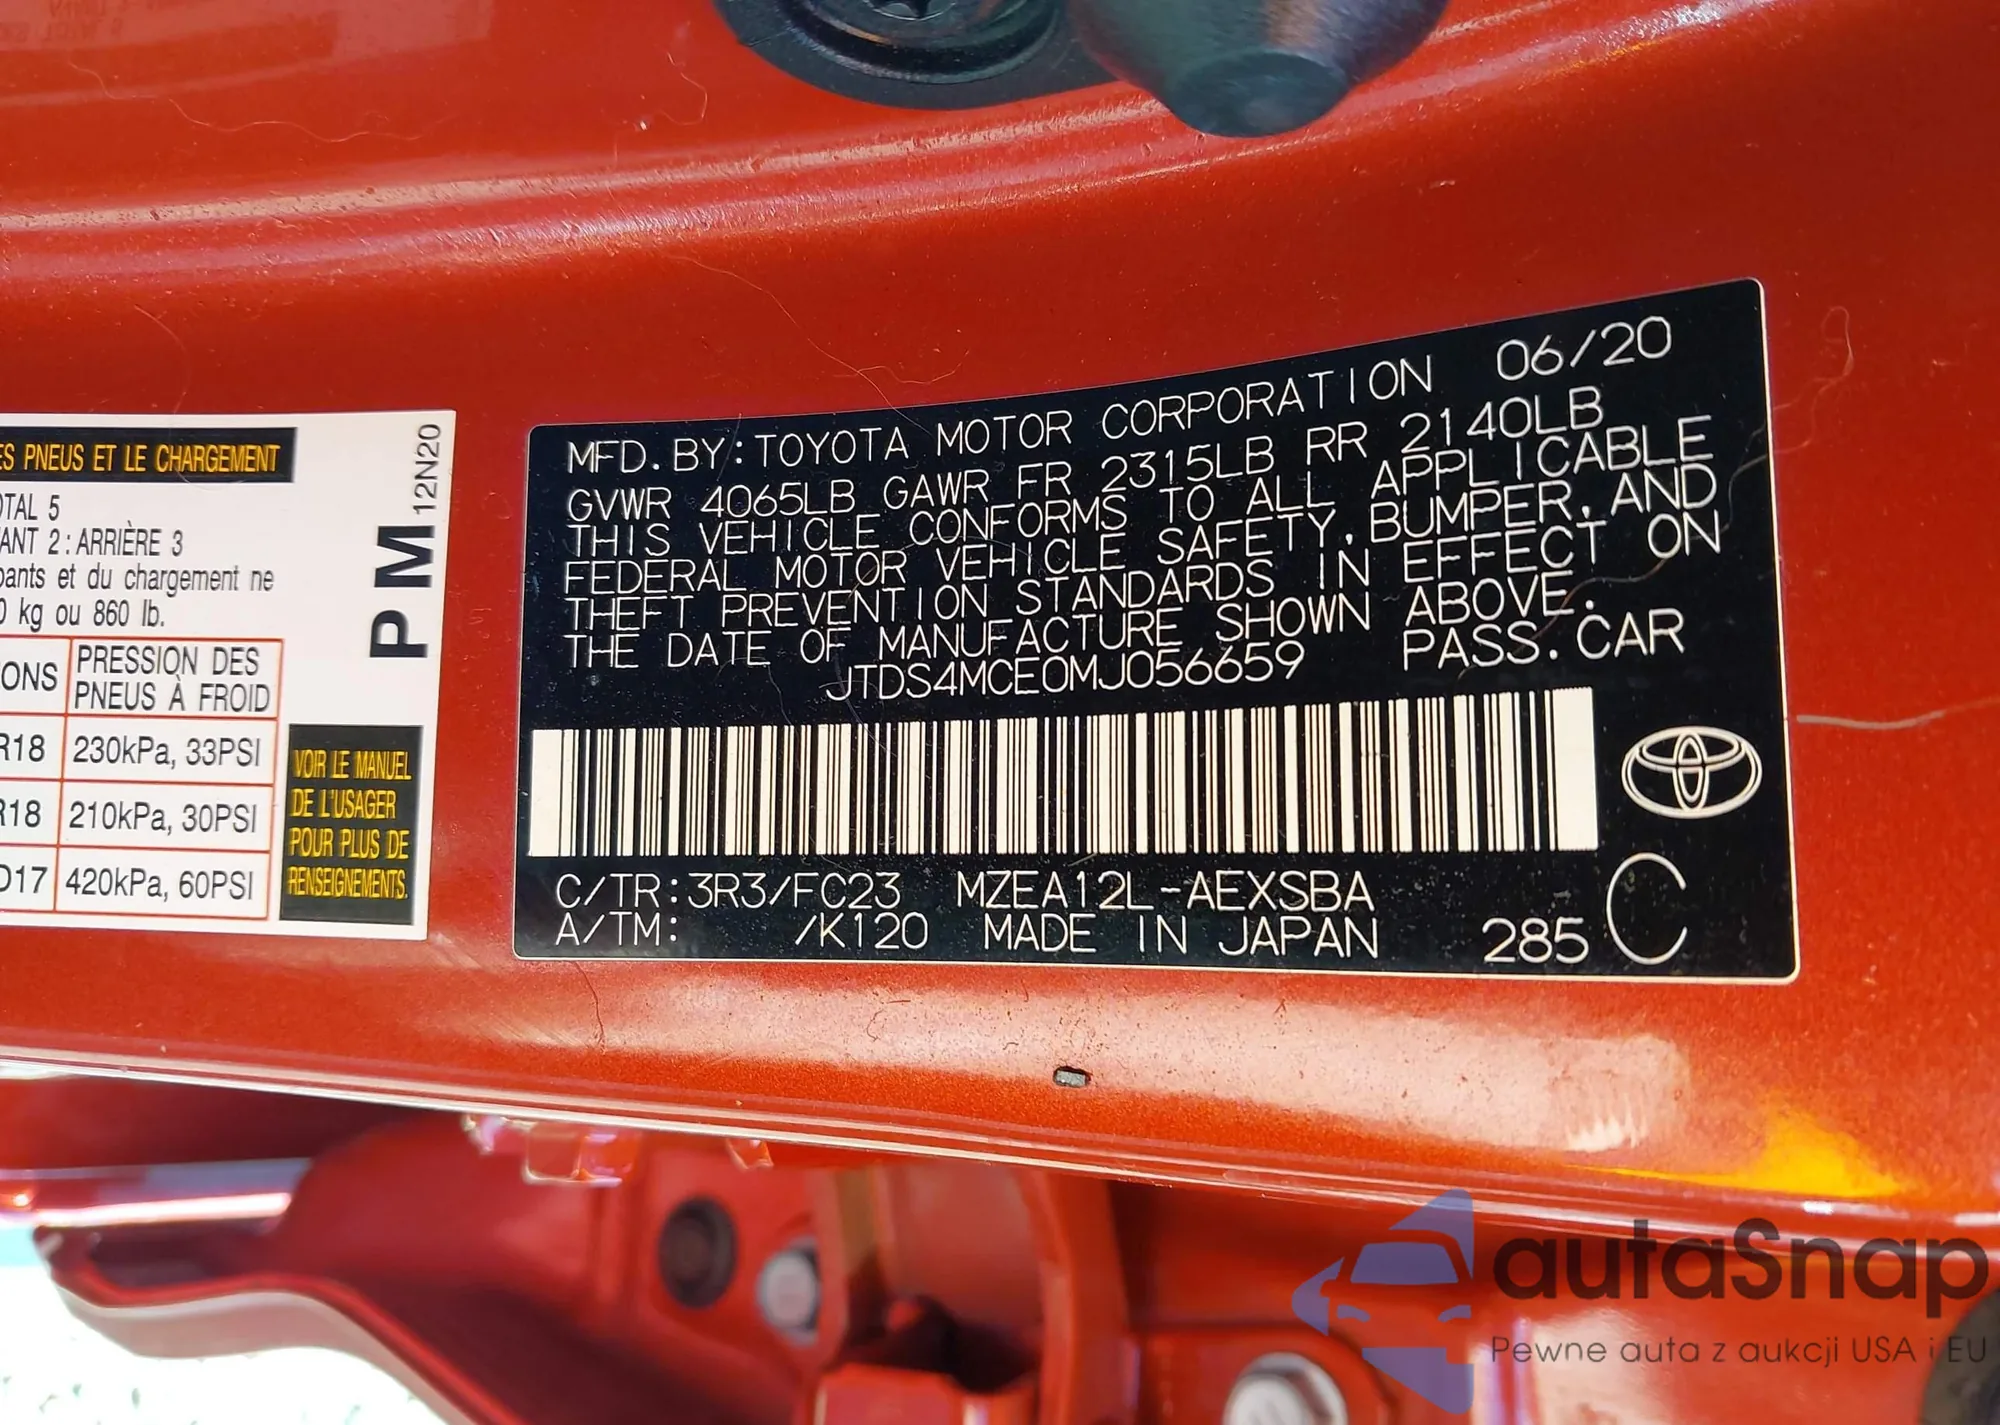 ES PNEUS ET LE CHARGEMENT
OTAL 5
ANT 2 : ARRIÈRE 3
pants et du chargement ne
0 kg ou 860 lb.
ONS
PRESSION DES
PNEUS À FROID
R18
230kPa, 33PSI
R18
210kPa, 30PSI
D17
420kPa, 60PSI
PM
12N20
VOIR LE MANUEL
DE L'USAGER
POUR PLUS DE
RENSEIGNEMENTS.
MFD. BY: TOYOTA MOTOR CORPORATION 06/20
GVWR 4065LB GAWR FR 2315LB RR 2140LB
THIS VEHICLE CONFORMS TO ALL APPLICABLE
FEDERAL MOTOR VEHICLE SAFETY, BUMPER, AND
THEFT PREVENTION STANDARDS IN EFFECT ON
THE DATE OF MANUFACTURE SHOWN ABOVE.
JTDS4MCE0MJ056659 PASS. CAR
C/TR: 3R3/FC23 MZEA12L-AEXSBA
A/TM: /K120 MADE IN JAPAN 285 C
autaSnap
Pewne auta z aukcji USA i EU